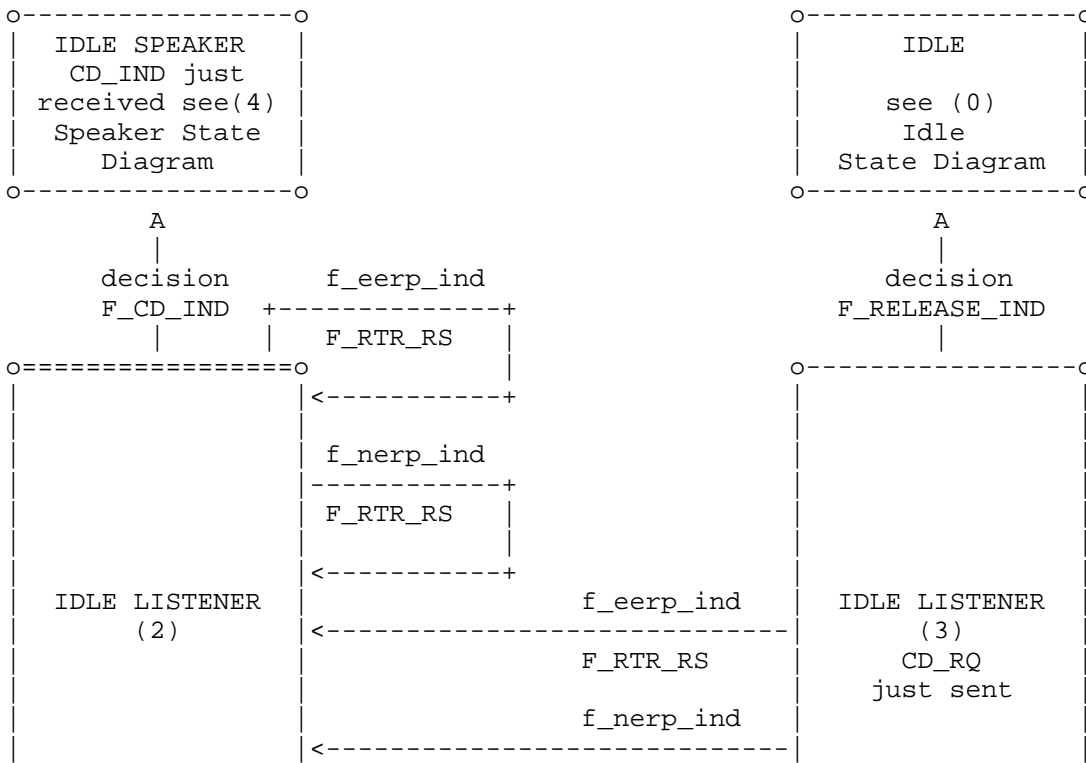 o----------------o o----------------o
| IDLE SPEAKER | | IDLE |
| CD_IND just | | |
| received see(4) | | see (0) |
| Speaker State | | Idle |
| Diagram | | State Diagram |
o----------------o o-----------------o
A A
| |
decision f_eerp_ind decision
F_CD_IND +--------------+ F_RELEASE_IND
| | F_RTR_RS | |
o=================o | o-----------------o
| |<-----------+ | |
| | | |
| | f_nerp_ind | |
| |------------+ | |
| | F_RTR_RS | | |
| | | | |
| |<-----------+ | |
| IDLE LISTENER | f_eerp_ind | IDLE LISTENER |
| (2) |<----------------------------| (3) |
| | F_RTR_RS | CD_RQ |
| | | just sent |
| | f_nerp_ind | |
| |<----------------------------| |